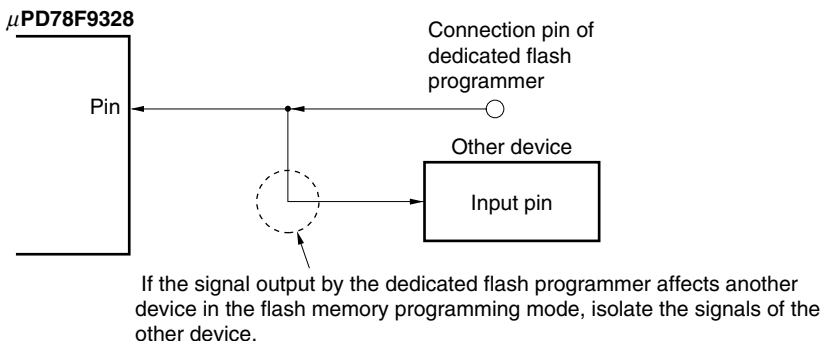 μPD78F9328
Connection pin of
dedicated flash
programmer
Pin
Other device
Input pin
If the signal output by the dedicated flash programmer affects another
device in the flash memory programming mode, isolate the signals of the
other device.